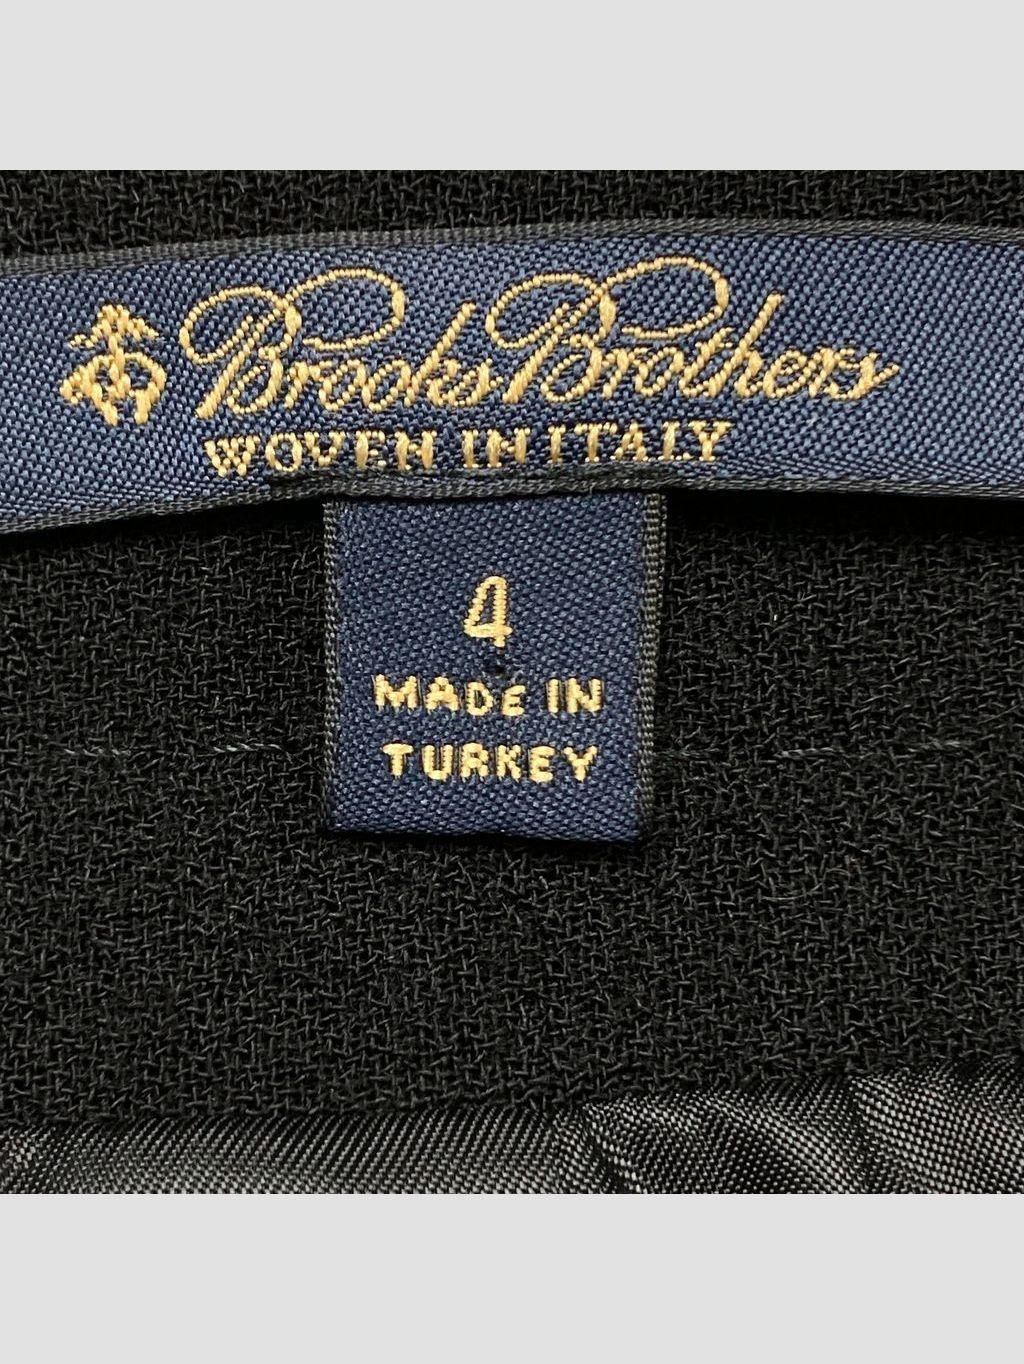 Brooks Brothers
WOVEN IN ITALY
4
MADE IN
TURKEY